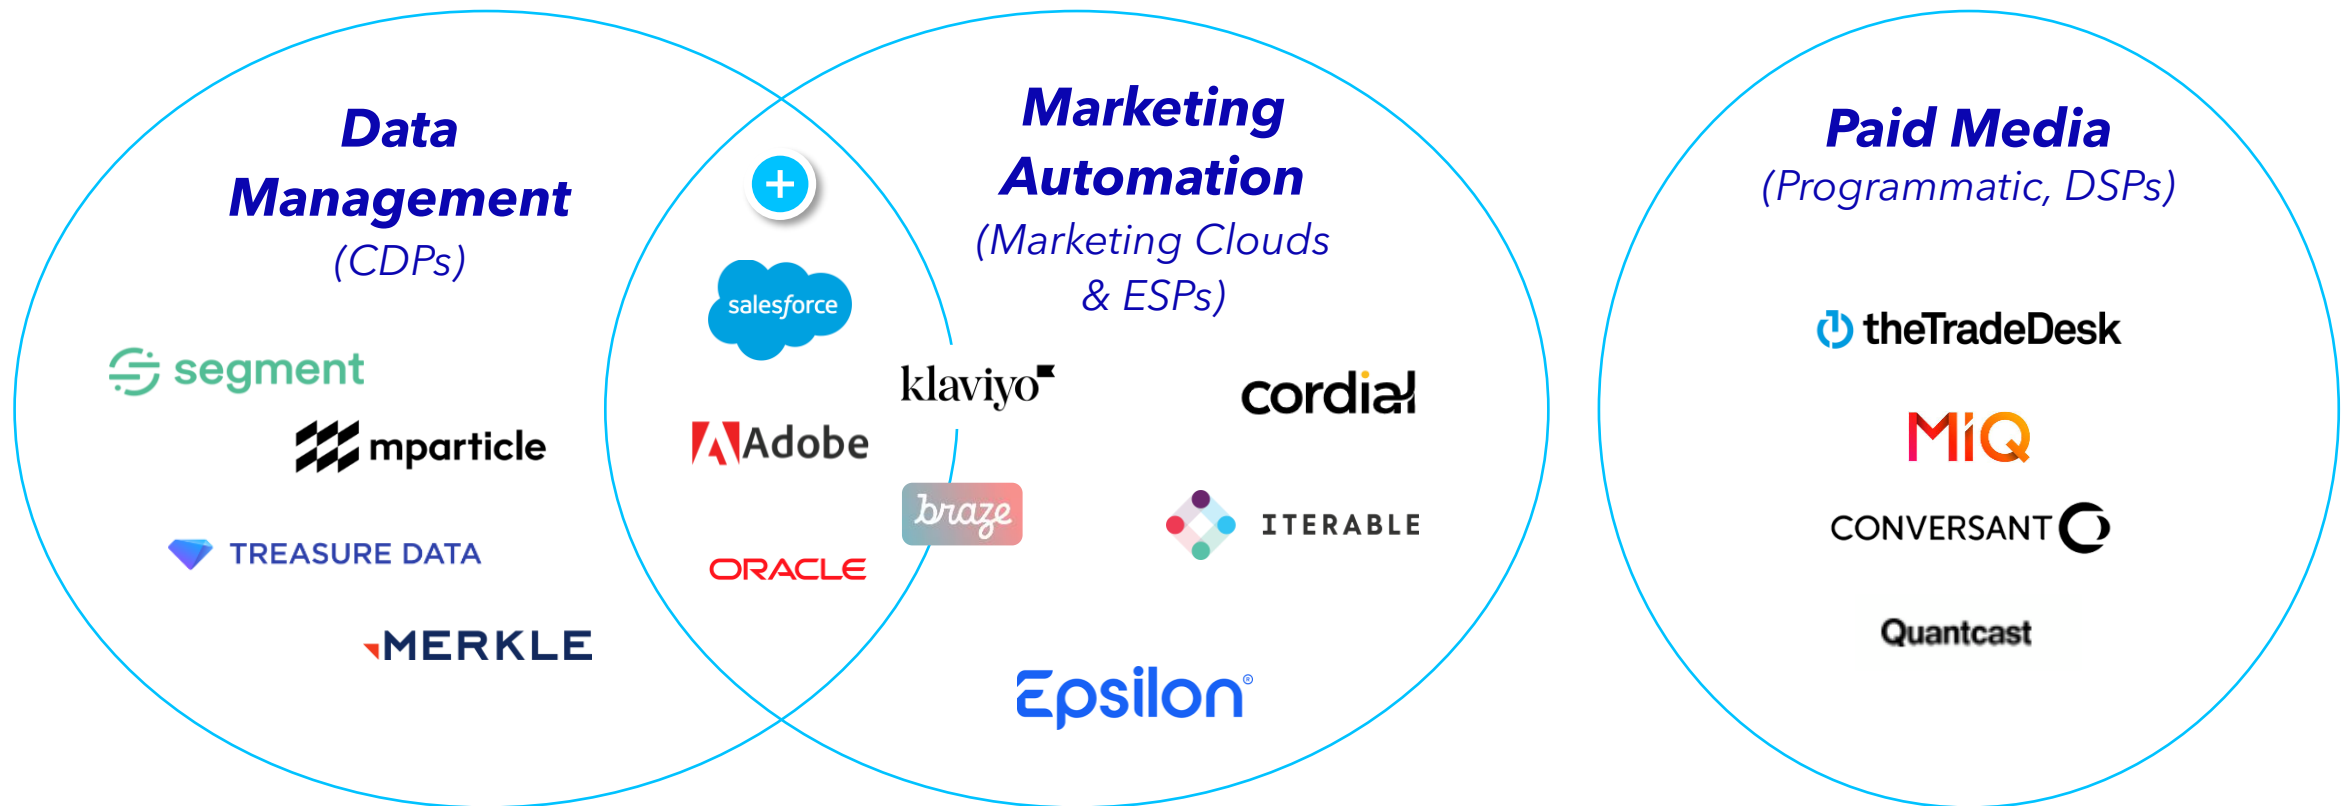 Data
Management
(CDPs)
segment
mparticle
TREASURE DATA
MERKLE
+
salesforce
Adobe
ORACLE
klaviyo
braze
Marketing
Automation
(Marketing Clouds
& ESPs)
cordial
ITERABLE
Epsilon®
Paid Media
(Programmatic, DSPs)
theTradeDesk
MiQ
CONVERSANT
Quantcast